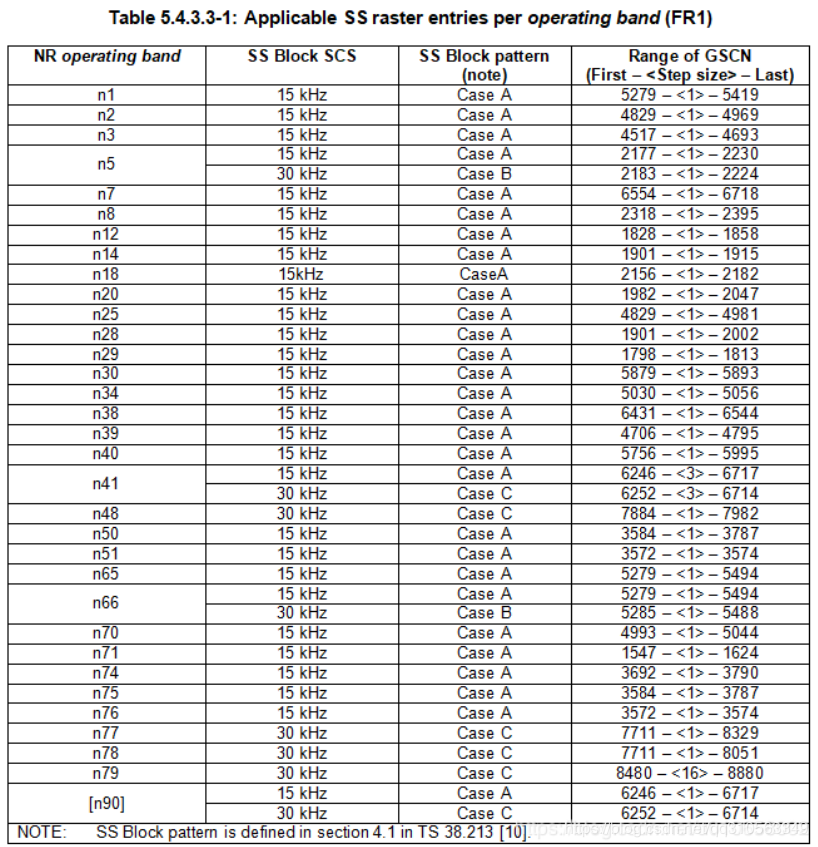 Table 5.4.3.3-1: Applicable SS raster entries per operating band (FR1)
NR operating band SS Block SCS SS Block pattern (note) Range of GSCN (First – <Step size> – Last)
n1 15 kHz Case A 5279 – <1> – 5419
n2 15 kHz Case A 4829 – <1> – 4969
n3 15 kHz Case A 4517 – <1> – 4693
n5 15 kHz Case A 2177 – <1> – 2230
30 kHz Case B 2183 – <1> – 2224
n7 15 kHz Case A 6554 – <1> – 6718
n8 15 kHz Case A 2318 – <1> – 2395
n12 15 kHz Case A 1828 – <1> – 1858
n14 15 kHz Case A 1901 – <1> – 1915
n18 15kHz CaseA 2156 – <1> – 2182
n20 15 kHz Case A 1982 – <1> – 2047
n25 15 kHz Case A 4829 – <1> – 4981
n28 15 kHz Case A 1901 – <1> – 2002
n29 15 kHz Case A 1798 – <1> – 1813
n30 15 kHz Case A 5879 – <1> – 5893
n34 15 kHz Case A 5030 – <1> – 5056
n38 15 kHz Case A 6431 – <1> – 6544
n39 15 kHz Case A 4706 – <1> – 4795
n40 15 kHz Case A 5756 – <1> – 5995
n41 15 kHz Case A 6246 – <3> – 6717
30 kHz Case C 6252 – <3> – 6714
n48 30 kHz Case C 7884 – <1> – 7982
n50 15 kHz Case A 3584 – <1> – 3787
n51 15 kHz Case A 3572 – <1> – 3574
n65 15 kHz Case A 5279 – <1> – 5494
n66 15 kHz Case A 5279 – <1> – 5494
30 kHz Case B 5285 – <1> – 5488
n70 15 kHz Case A 4993 – <1> – 5044
n71 15 kHz Case A 1547 – <1> – 1624
n74 15 kHz Case A 3692 – <1> – 3790
n75 15 kHz Case A 3584 – <1> – 3787
n76 15 kHz Case A 3572 – <1> – 3574
n77 30 kHz Case C 7711 – <1> – 8329
n78 30 kHz Case C 7711 – <1> – 8051
n79 30 kHz Case C 8480 – <16> – 8880
[n90] 15 kHz Case A 6246 – <1> – 6717
30 kHz Case C 6252 – <1> – 6714
NOTE: SS Block pattern is defined in section 4.1 in TS 38.213 [10].